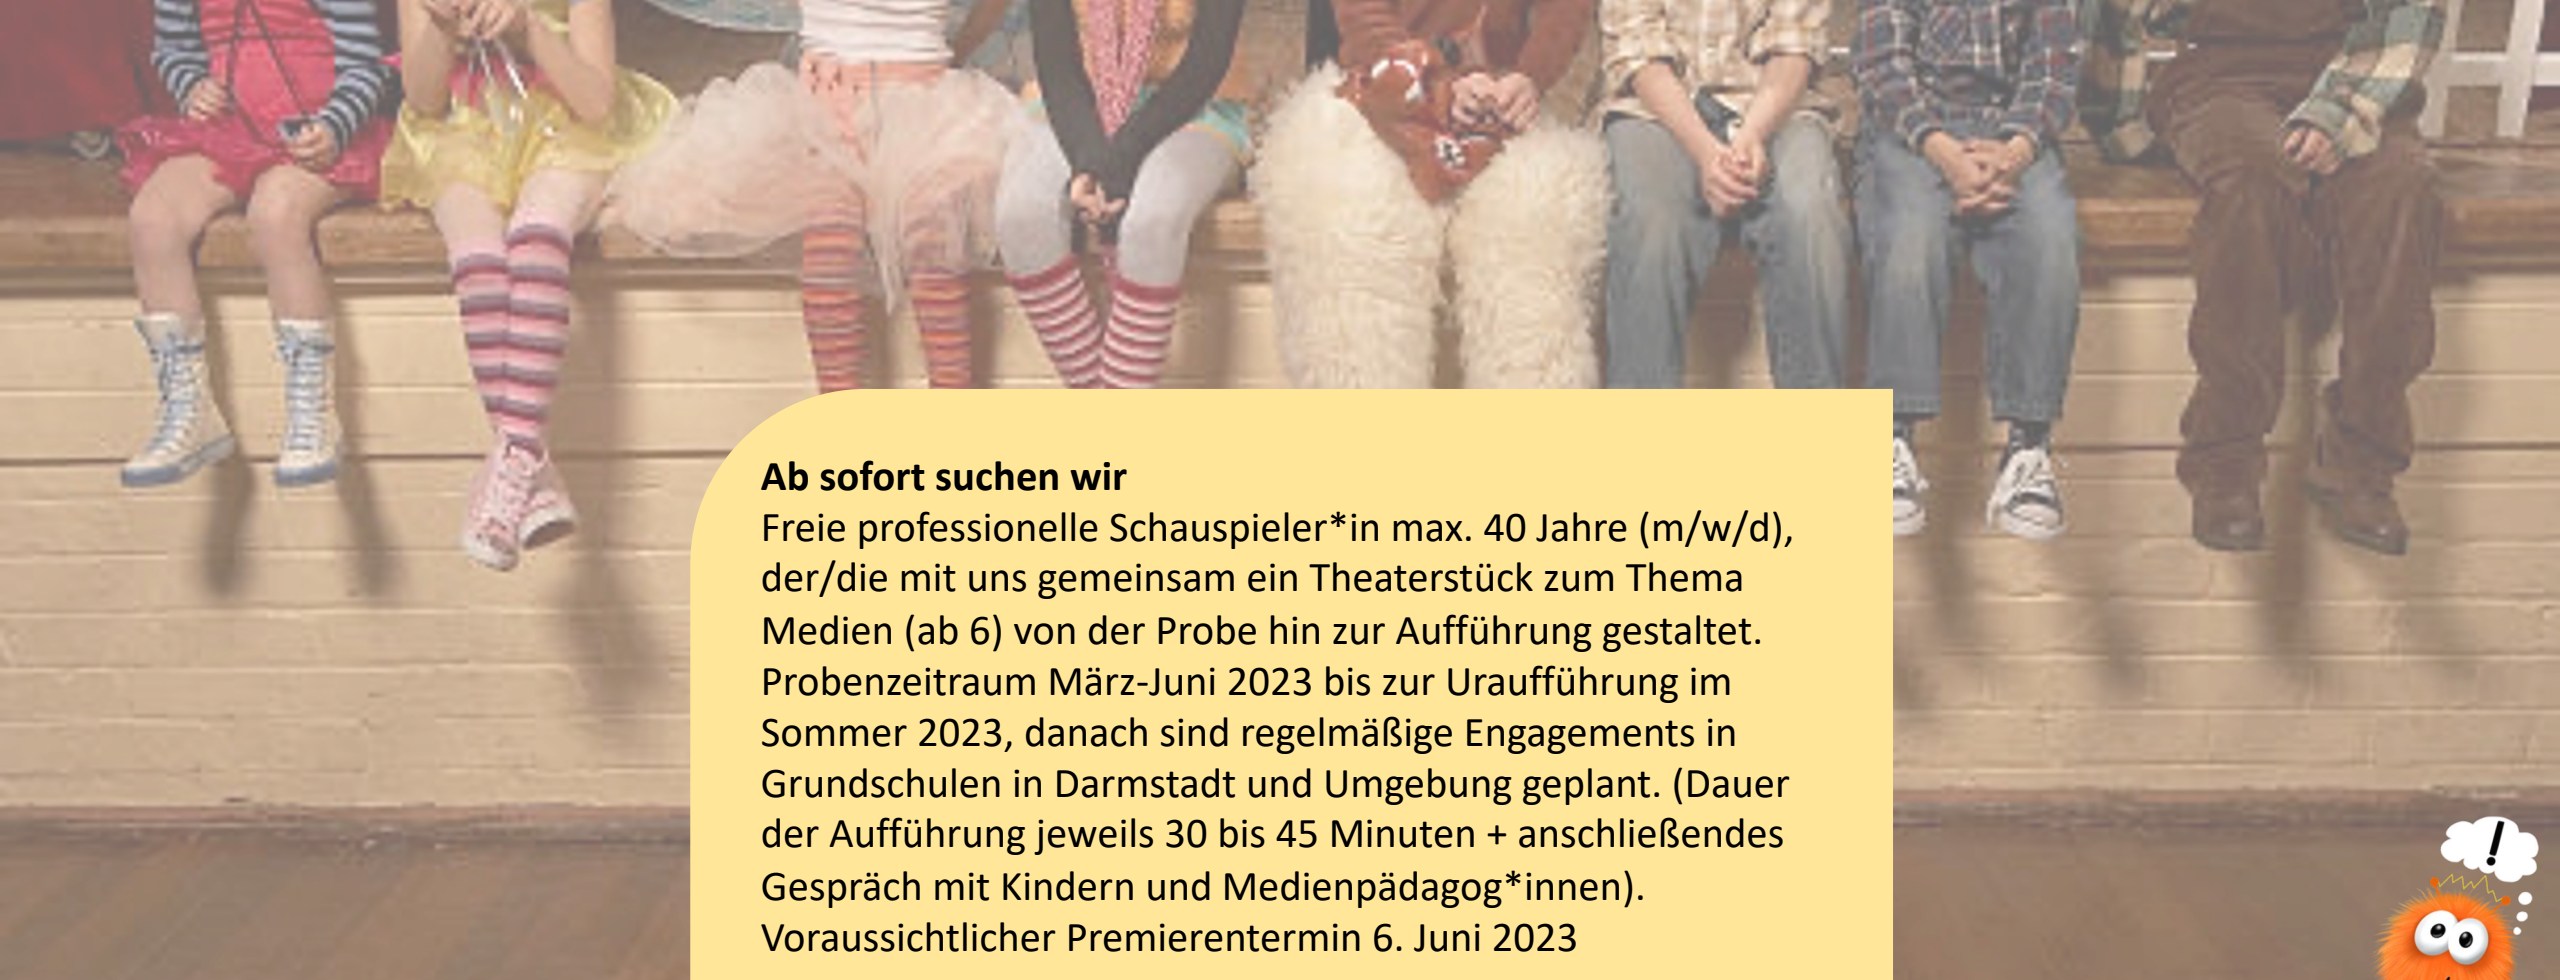 Ab sofort suchen wir
Freie professionelle Schauspieler*in max. 40 Jahre (m/w/d),
der/die mit uns gemeinsam ein Theaterstück zum Thema
Medien (ab 6) von der Probe hin zur Aufführung gestaltet.
Probenzeitraum März-Juni 2023 bis zur Uraufführung im
Sommer 2023, danach sind regelmäßige Engagements in
Grundschulen in Darmstadt und Umgebung geplant. (Dauer
der Aufführung jeweils 30 bis 45 Minuten + anschließendes
Gespräch mit Kindern und Medienpädagog*innen).
Voraussichtlicher Premierentermin 6. Juni 2023
!